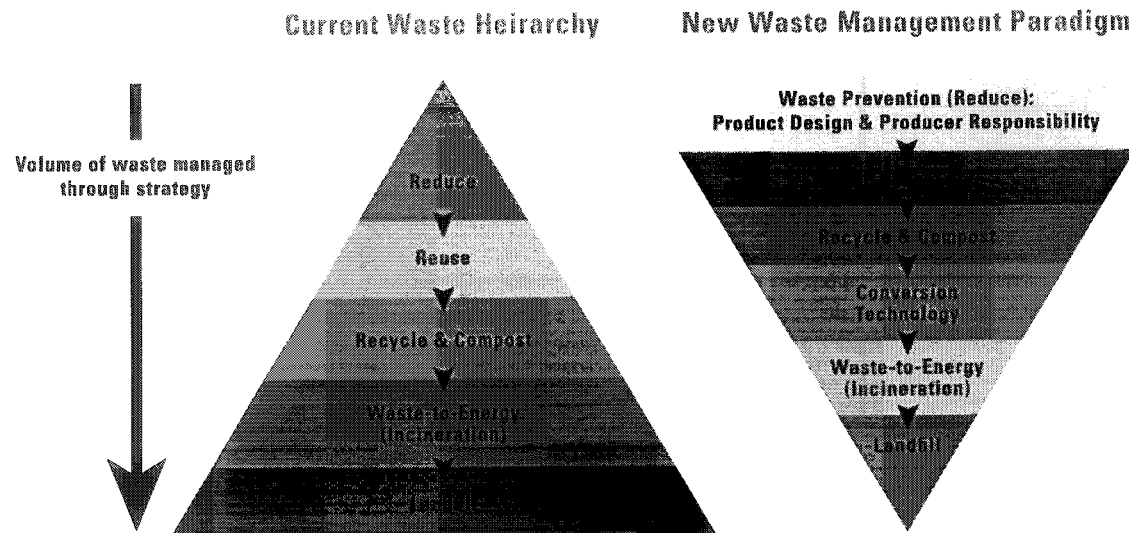 Current Waste Heirarchy
New Waste Management Paradigm
Volume of waste managed
through strategy
Reduce
Reuse
Recycle & Compost
Waste-to-Energy
(Incineration)
Waste Prevention (Reduce):
Product Design & Producer Responsibility
Recycle & Compost
Conversion
Technology
Waste-to-Energy
(Incineration)
Landfill